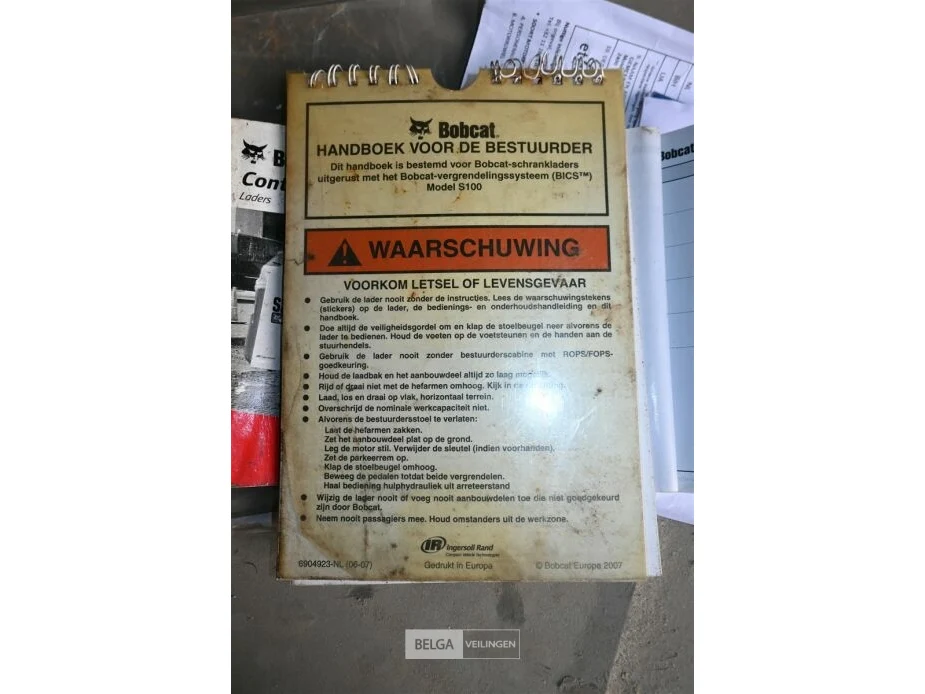 Bobcat
HANDBOEK VOOR DE BESTUURDER
Dit handboek is bestemd voor Bobcat-schrankladers
uitgerust met het Bobcat-vergrendelingssysteem (BICS™)
Model S100
WAARSCHUWING
VOORKOM LETSEL OF LEVENSGEVAAR
● Gebruik de lader nooit zonder de instructies. Lees de waarschuwingstekens
(stickers) op de lader, de bedienings- en onderhoudshandleiding en dit
handboek.
● Doe altijd de veiligheidsgordel om en klap de stoelbeugel neer alvorens de
lader te bedienen. Houd de voeten op de voetsteunen en de handen aan de
stuurhendels.
● Gebruik de lader nooit zonder bestuurderscabine met ROPS/FOPS-
goedkeuring.
● Houd de laadbak en het aanbouwdeel altijd zo laag
● Rijd of draai niet met de hefarmen omhoog. Kijk in de
● Laad, los en draai op vlak, horizontaal terrein.
● Overschrijd de nominale werkcapaciteit niet.
● Alvorens de bestuurdersstoel te verlaten:
Laat de hefarmen zakken.
Zet het aanbouwdeel plat op de grond.
Leg de motor stil. Verwijder de sleutel (indien voorhanden).
Zet de parkeerrem op.
Klap de stoelbeugel omhoog.
Beweeg de pedalen totdat beide vergrendelen.
Haal bediening hulphydrauliek uit arreteerstand
● Wijzig de lader nooit of voeg nooit aanbouwdelen toe die niet goedgekeurd
zijn door Bobcat.
● Neem nooit passagiers mee. Houd omstanders uit de werkzone.
IR Ingersoll Rand
Compact Vehicle Technologies
6904923-NL (06-07) Gedrukt in Europa © Bobcat Europe 2007
B
Cont
Laders
Bobcat
BELGA VEILINGEN